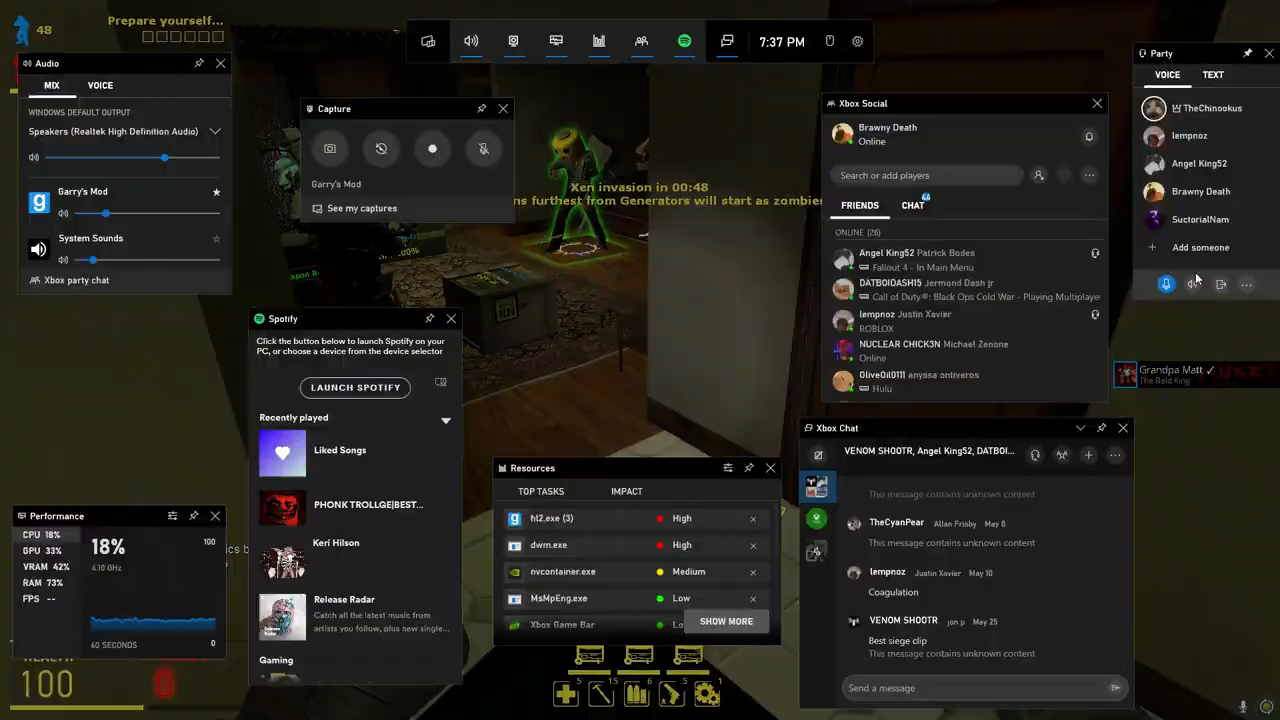 48
Prepare yourself...
7:37 PM
Audio
MIX
VOICE
WINDOWS DEFAULT OUTPUT
Speakers (Realtek High Definition Audio)
Garry's Mod
System Sounds
Xbox party chat
Capture
Garry's Mod
See my captures
Xen invasion in 00:48
ns furthest from Generators will start as zombies
Xbox Social
Brawny Death
Online
Search or add players
FRIENDS
CHAT
ONLINE (26)
Angel King52 Patrick Bodes
Fallout 4 - In Main Menu
DATBOIDASH15 Jermond Dash jr
Call of Duty®: Black Ops Cold War - Playing Multiplayer
lempnoz Justin Xavier
ROBLOX
NUCLEAR CHICK3N Michael Zenone
Online
OliveOil0111 anyssa ontiveros
Hulu
Party
VOICE
TEXT
TheChinookus
lempnoz
Angel King52
Brawny Death
SuctorialNam
Add someone
Grandpa Matt ✓
The Bald King
Spotify
Click the button below to launch Spotify on your
PC, or choose a device from the device selector
LAUNCH SPOTIFY
Recently played
Liked Songs
PHONK TROLLGE|BEST...
Keri Hilson
Release Radar
Catch all the latest music from
artists you follow, plus new single...
Gaming
Performance
CPU 18%
GPU 33%
VRAM 42%
RAM 73%
FPS --
18%
4.10 GHz
100
60 SECONDS
0
Resources
TOP TASKS
IMPACT
hl2.exe (3)
High
dwm.exe
High
nvcontainer.exe
Medium
MsMpEng.exe
Low
Xbox Game Bar
SHOW MORE
Xbox Chat
VENOM SHOOTR, Angel King52, DATBOI...
This message contains unknown content
TheCyanPear Allan Frisby May 8
This message contains unknown content
lempnoz Justin Xavier May 10
Coagulation
VENOM SHOOTR jon p May 25
Best siege clip
This message contains unknown content
Send a message
HEALTH
100
0
5
15
6
5
1